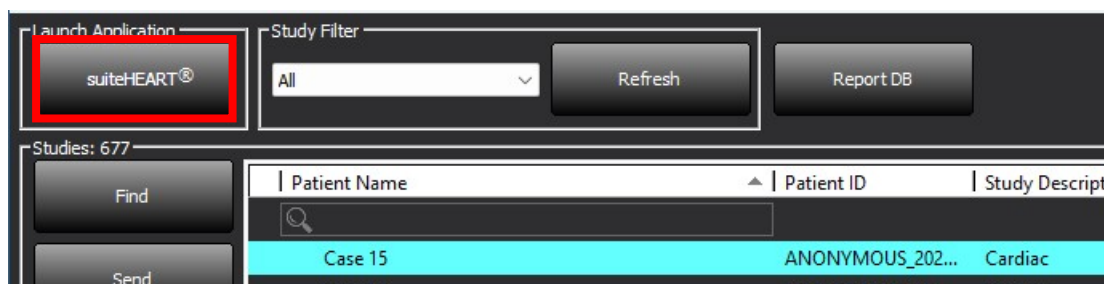 Launch Application
suiteHEART®
Study Filter
All
Refresh
Report DB
Studies: 677
Find
Send
Patient Name
Patient ID
Study Descript
Case 15
ANONYMOUS_202...
Cardiac